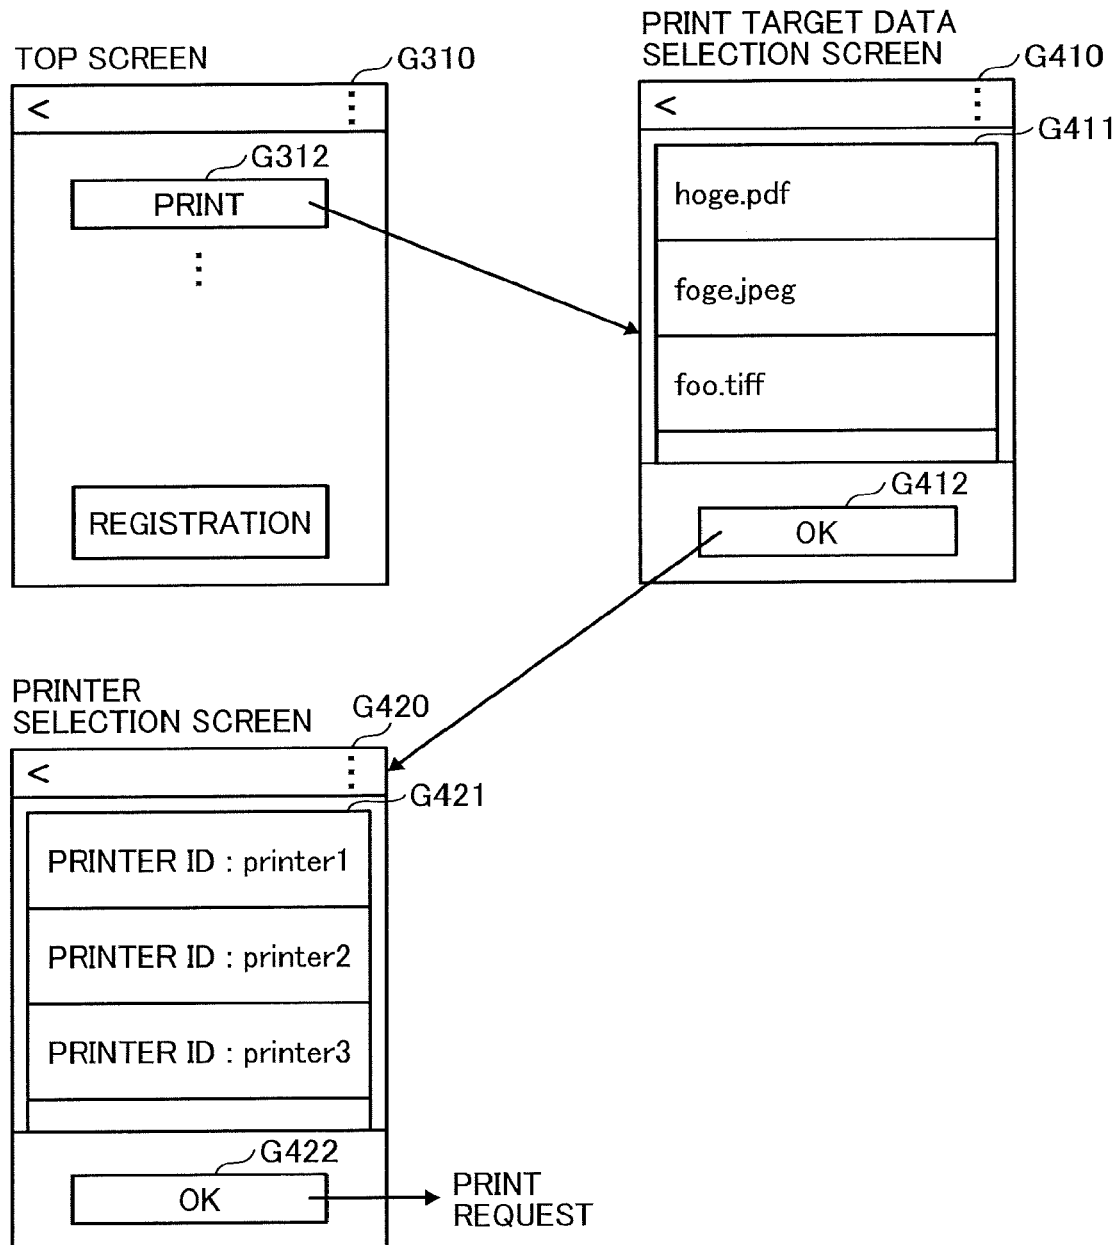 TOP SCREEN
G310
<
G312
PRINT
REGISTRATION
PRINT TARGET DATA
SELECTION SCREEN
G410
<
G411
hoge.pdf
foge.jpeg
foo.tiff
G412
OK
PRINTER
SELECTION SCREEN
G420
<
G421
PRINTER ID : printer1
PRINTER ID : printer2
PRINTER ID : printer3
G422
OK
PRINT
REQUEST